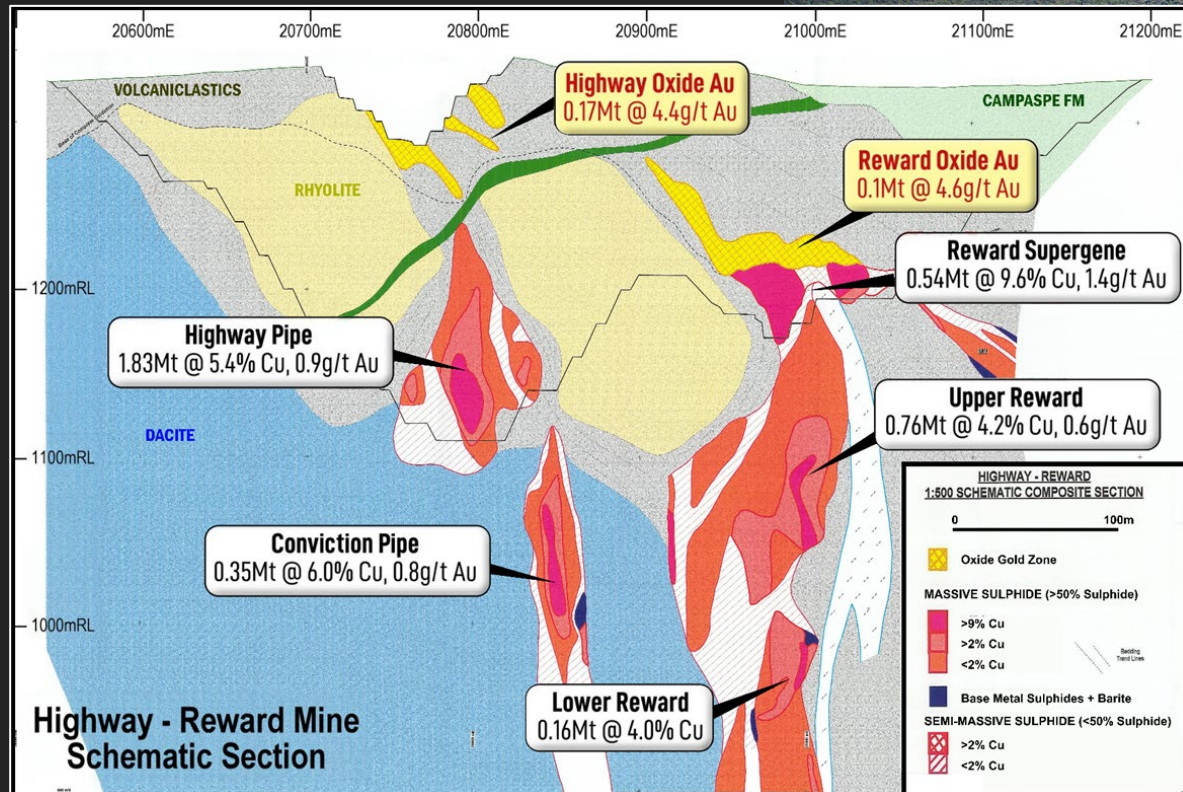 20600mE
20700mE
20800mE
20900mE
21000mE
21100mE
21200mE
VOLCANICLASTICS
Highway Oxide Au
0.17Mt @ 4.4g/t Au
CAMPASPE FM
RHYOLITE
Reward Oxide Au
0.1Mt @ 4.6g/t Au
Reward Supergene
0.54Mt @ 9.6% Cu, 1.4g/t Au
1200mRL
Highway Pipe
1.83Mt @ 5.4% Cu, 0.9g/t Au
Upper Reward
0.76Mt @ 4.2% Cu, 0.6g/t Au
DACITE
1100mRL
Conviction Pipe
0.35Mt @ 6.0% Cu, 0.8g/t Au
1000mRL
Lower Reward
0.16Mt @ 4.0% Cu
Highway - Reward Mine
Schematic Section
HIGHWAY - REWARD
1:500 SCHEMATIC COMPOSITE SECTION
0 100m
Oxide Gold Zone
MASSIVE SULPHIDE (>50% Sulphide)
>9% Cu
>2% Cu
<2% Cu
Bedding
Trend Lines
Base Metal Sulphides + Barite
SEMI-MASSIVE SULPHIDE (<50% Sulphide)
>2% Cu
<2% Cu